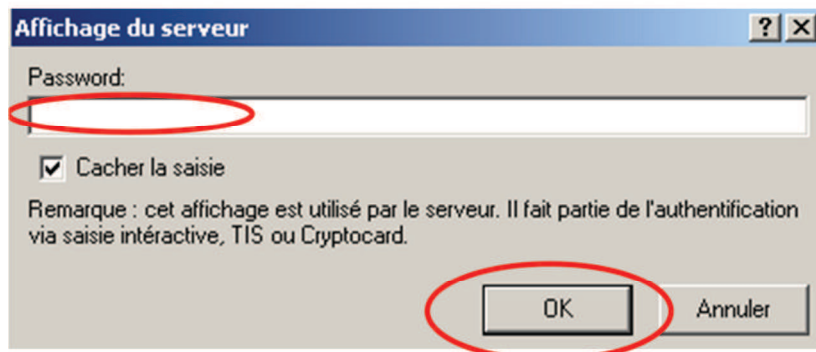 Affichage du serveur
Password:
Cacher la saisie
Remarque : cet affichage est utilisé par le serveur. Il fait partie de l'authentification
via saisie intéractive, TIS ou Cryptocard.
OK Annuler